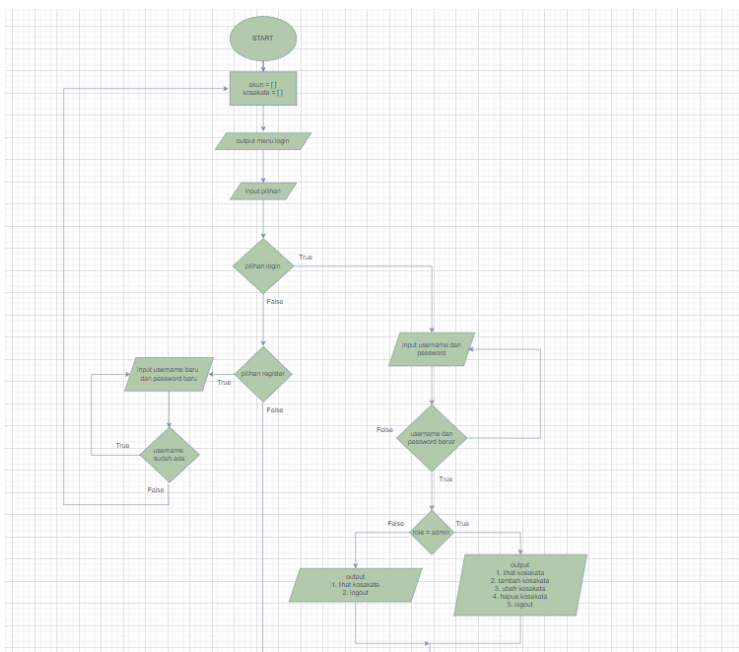 START
akun = [ ]
kosakata = [ ]
output menu login
input pilihan
pilihan login
True
False
input username dan
password
pilihan register
True
False
input username baru
dan password baru
username
sudah ada
True
False
username dan
password benar
False
True
role = admin
False
True
output
1. lihat kosakata
2. logout
output
1. lihat kosakata
2. tambah kosakata
3. ubah kosakata
4. hapus kosakata
5. logout